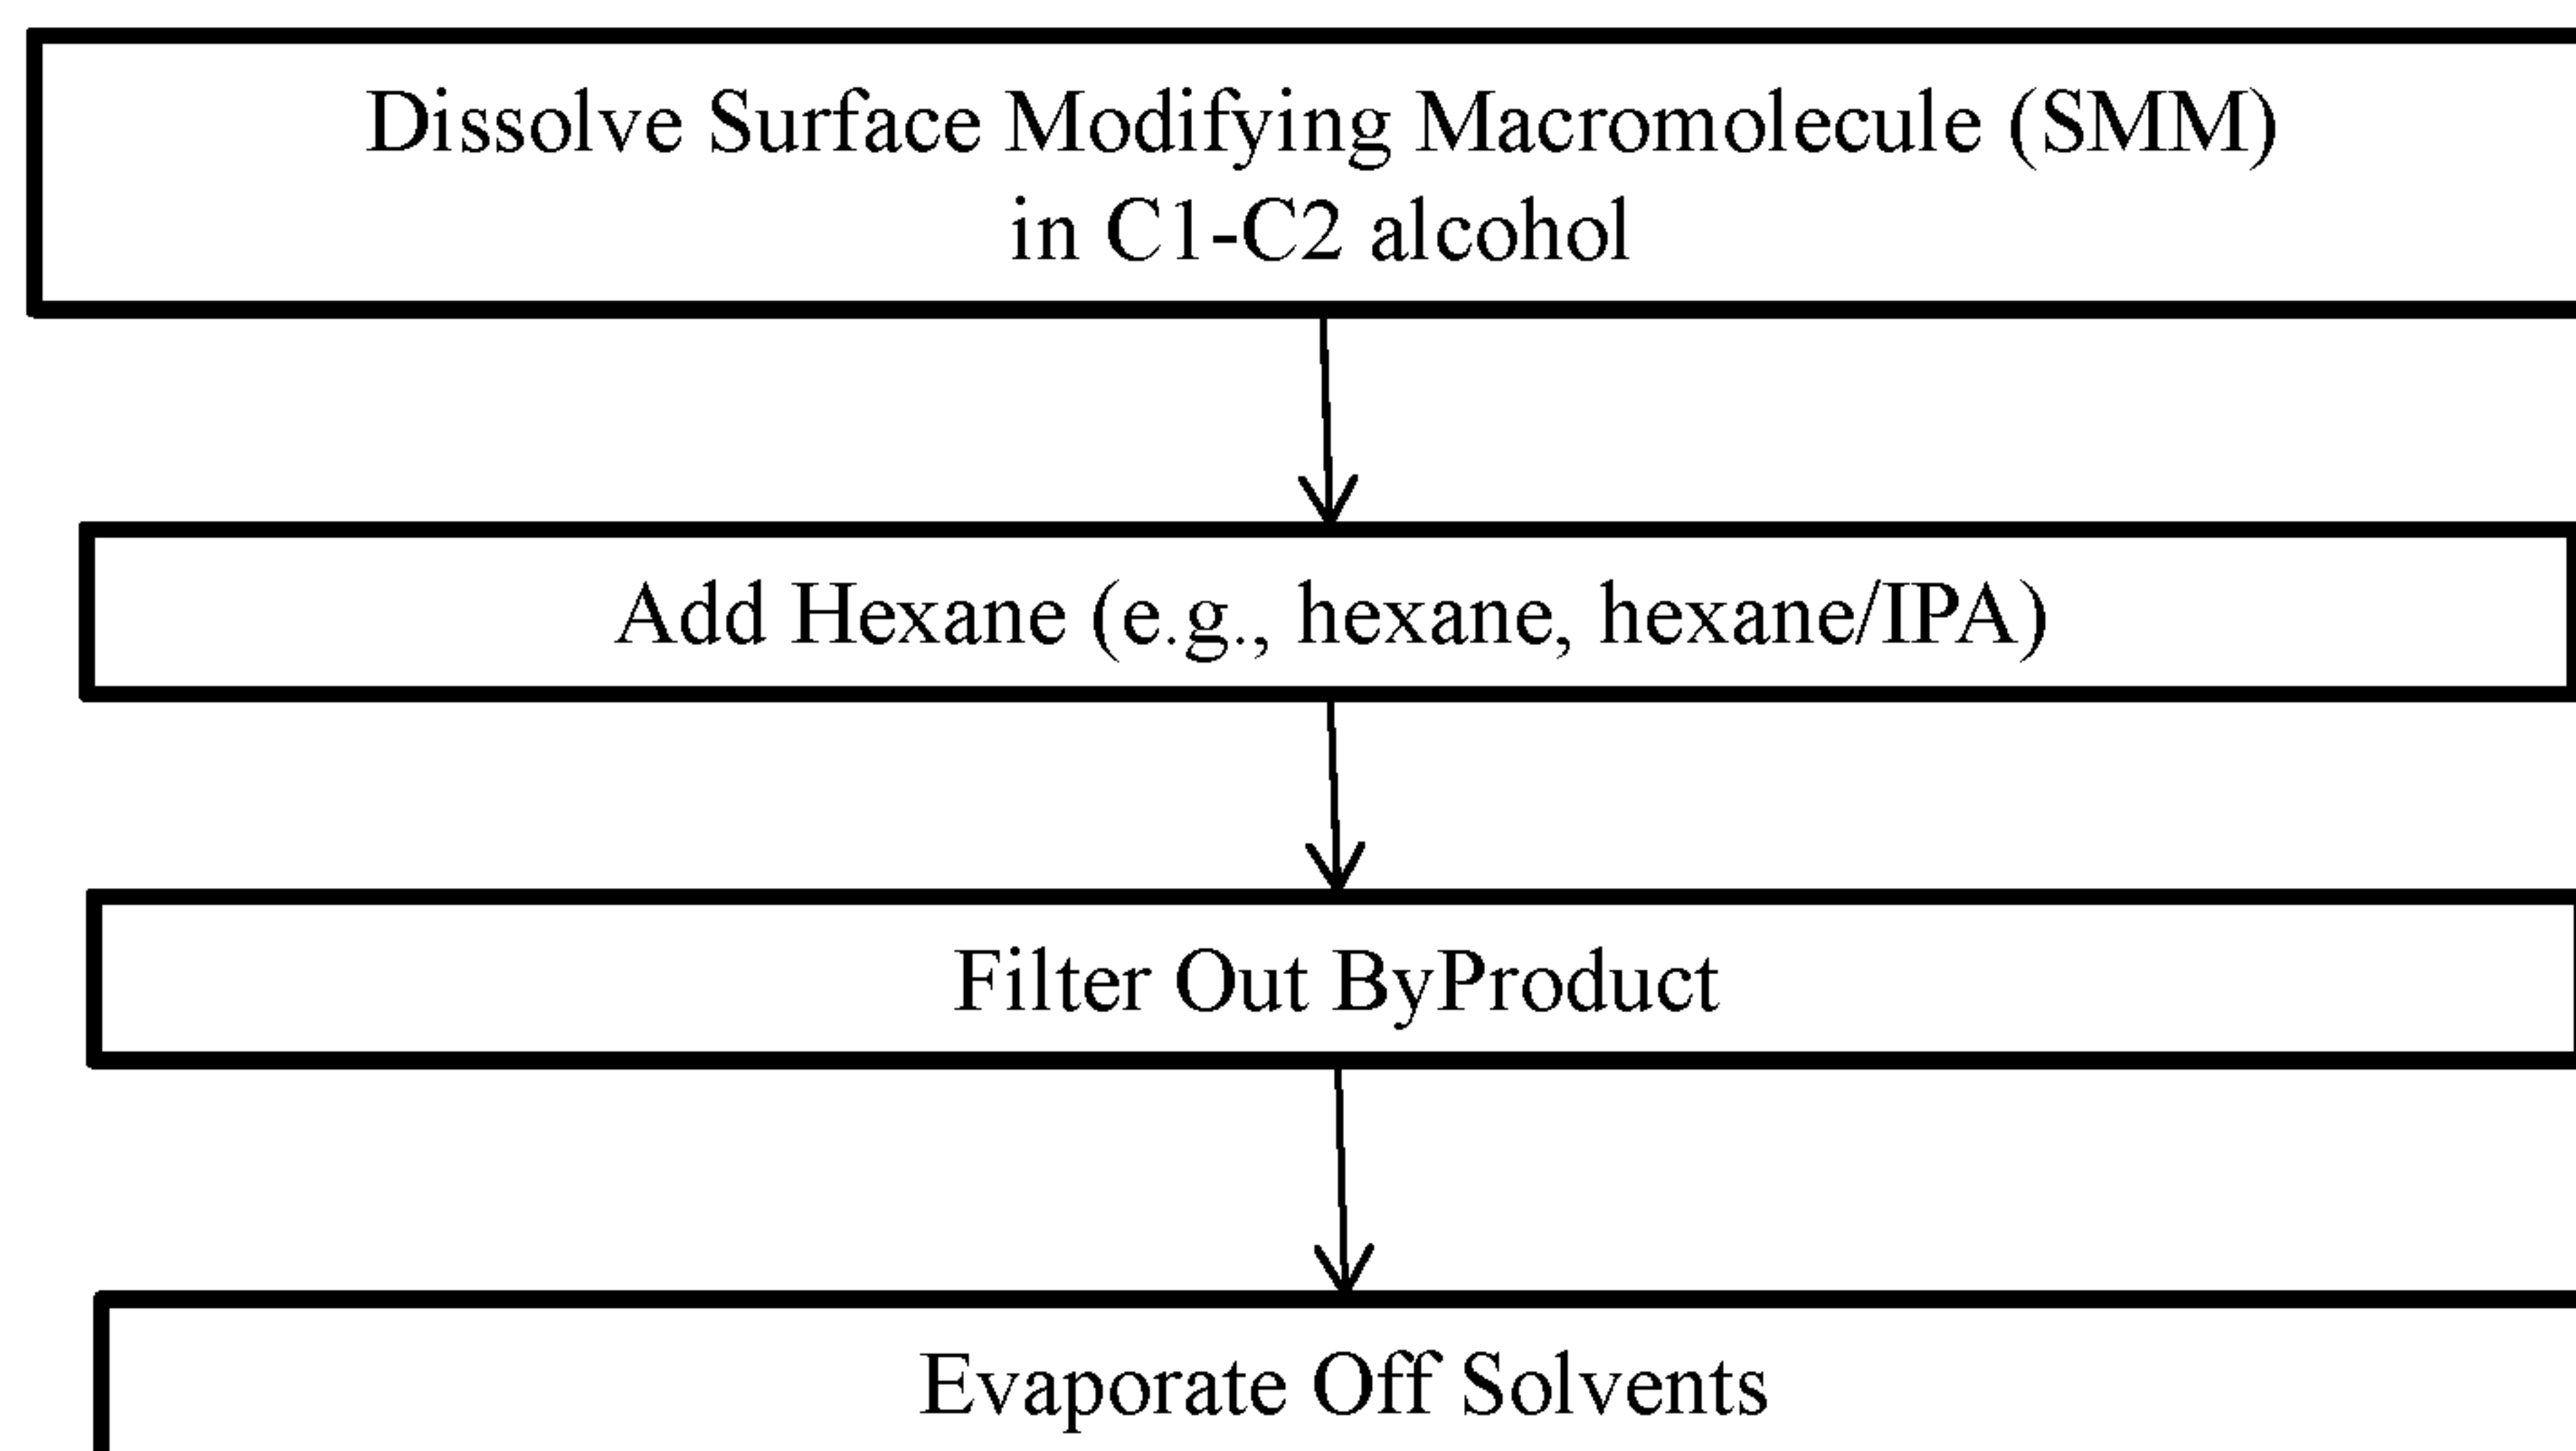 Dissolve Surface Modifying Macromolecule (SMM)
in C1-C2 alcohol
Add Hexane (e.g., hexane, hexane/IPA)
Filter Out ByProduct
Evaporate Off Solvents